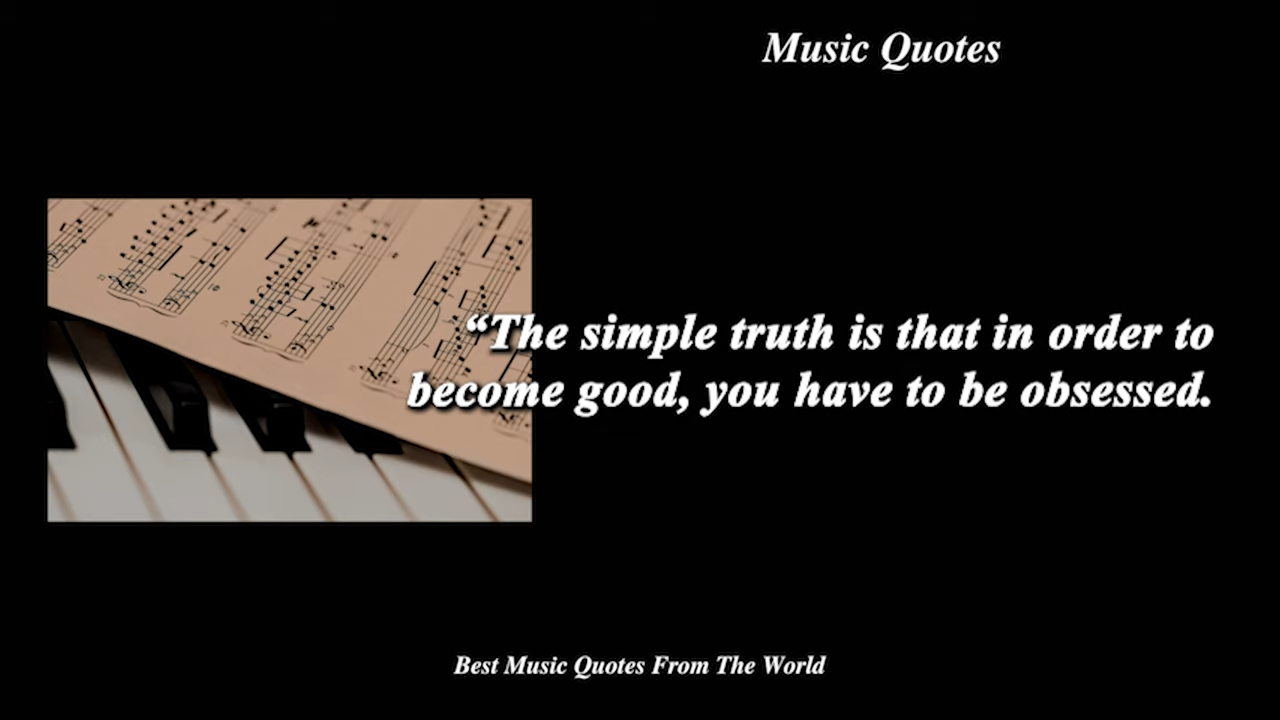 Music Quotes
“The simple truth is that in order to
become good, you have to be obsessed.
Best Music Quotes From The World